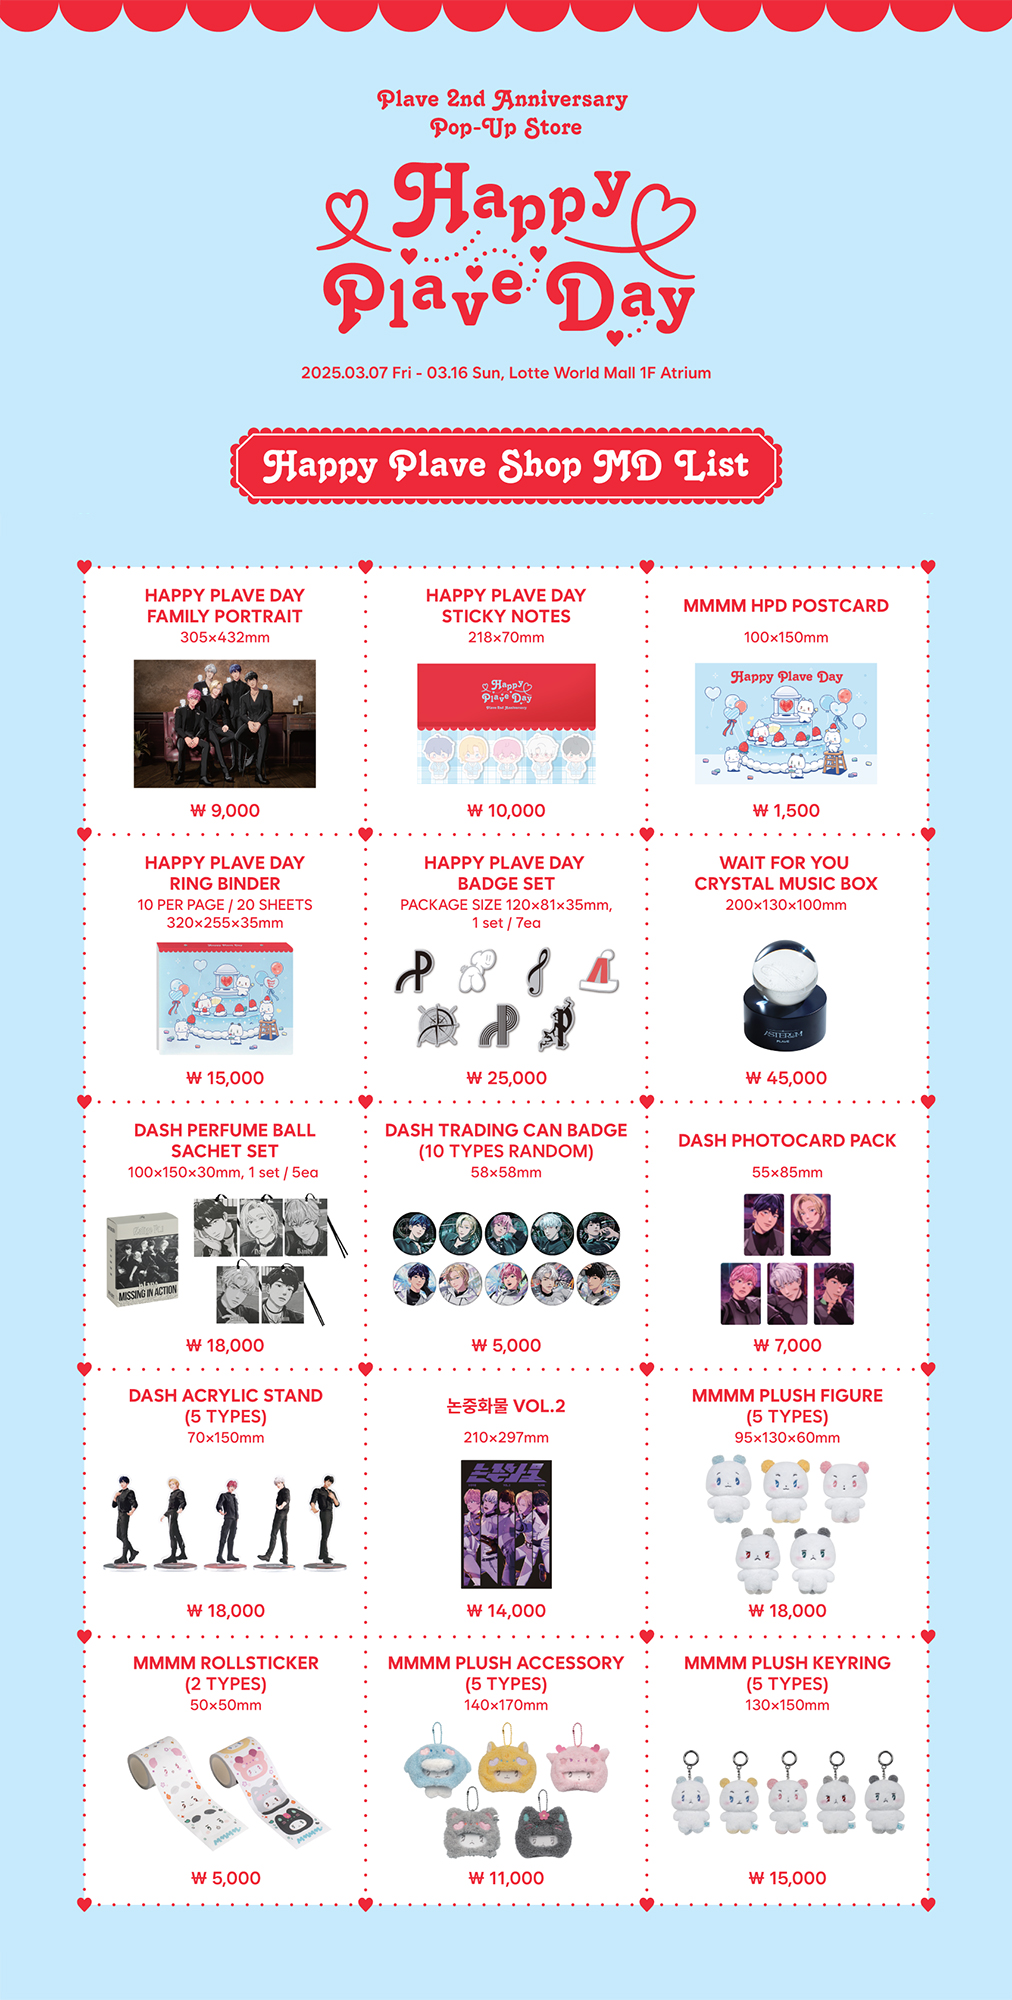 Plave 2nd Anniversary
Pop-Up Store
Happy
Plave Day
2025.03.07 Fri - 03.16 Sun, Lotte World Mall 1F Atrium
Happy Plave Shop MD List
HAPPY PLAVE DAY
FAMILY PORTRAIT
305×432mm
₩ 9,000
HAPPY PLAVE DAY
STICKY NOTES
218×70mm
Happy
Plave Day
Plave 2nd Anniversary
₩ 10,000
MMMM HPD POSTCARD
100×150mm
Happy Plave Day
₩ 1,500
HAPPY PLAVE DAY
RING BINDER
10 PER PAGE / 20 SHEETS
320×255×35mm
₩ 15,000
HAPPY PLAVE DAY
BADGE SET
PACKAGE SIZE 120×81×35mm,
1 set / 7ea
₩ 25,000
WAIT FOR YOU
CRYSTAL MUSIC BOX
200×130×100mm
ASTERUM
PLAVE
₩ 45,000
DASH PERFUME BALL
SACHET SET
100×150×30mm, 1 set / 5ea
MISSING IN ACTION
₩ 18,000
DASH TRADING CAN BADGE
(10 TYPES RANDOM)
58×58mm
₩ 5,000
DASH PHOTOCARD PACK
55×85mm
₩ 7,000
DASH ACRYLIC STAND
(5 TYPES)
70×150mm
₩ 18,000
논중화물 VOL.2
210×297mm
₩ 14,000
MMMM PLUSH FIGURE
(5 TYPES)
95×130×60mm
₩ 18,000
MMMM ROLLSTICKER
(2 TYPES)
50×50mm
₩ 5,000
MMMM PLUSH ACCESSORY
(5 TYPES)
140×170mm
₩ 11,000
MMMM PLUSH KEYRING
(5 TYPES)
130×150mm
₩ 15,000